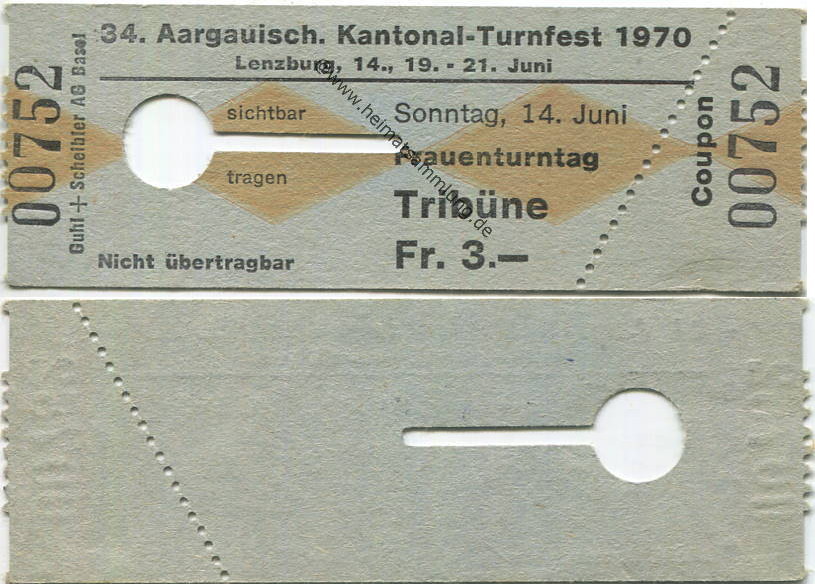 34. Aargauisch. Kantonal-Turnfest 1970
Lenzburg, 14., 19. - 21. Juni
00752
Guhl + Scheibler AG Basel
sichtbar
tragen
Sonntag, 14. Juni
Frauenturntag
Tribüne
Fr. 3.—
Nicht übertragbar
Coupon
00752
©www.heimatsammlung.de